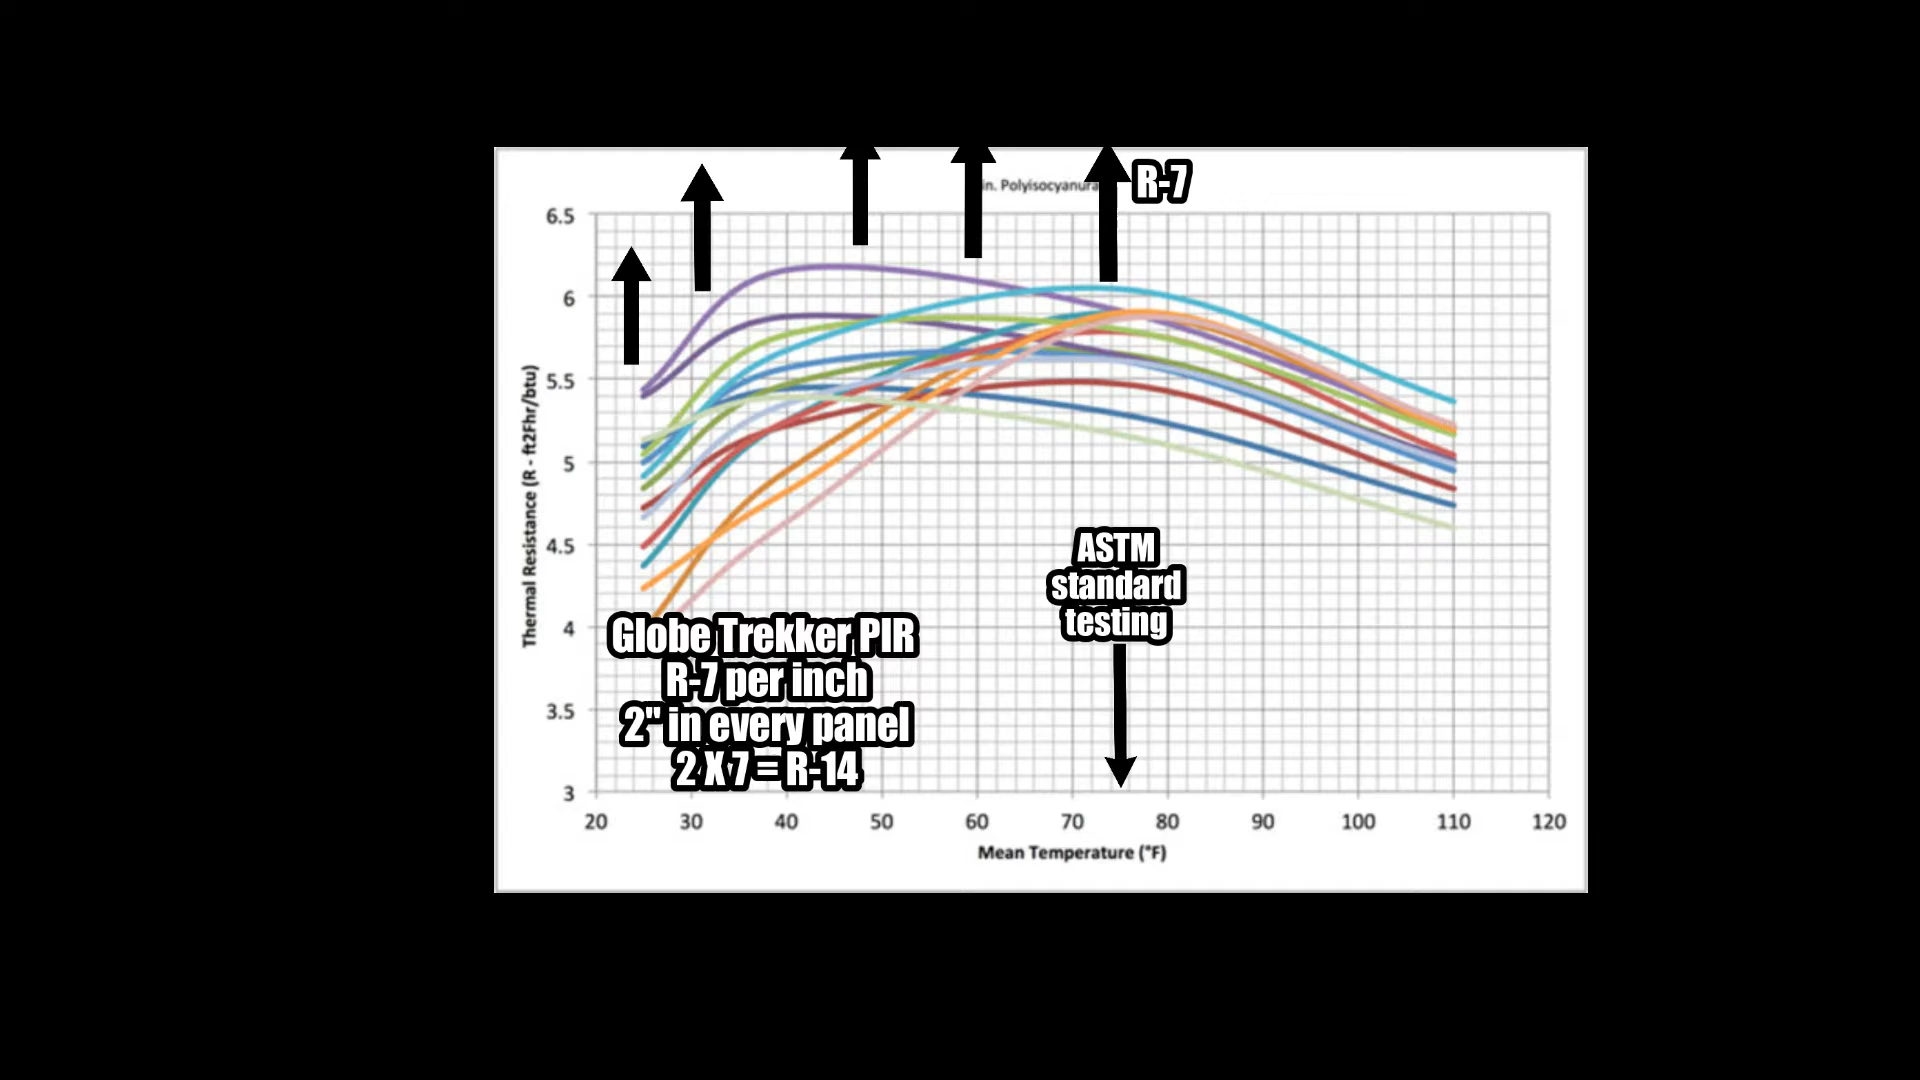 in. Polyisocyanura
R-7
6.5
6
5.5
5
4.5
4
3.5
3
Thermal Resistance (R - ft2Fhr/btu)
ASTM
standard
testing
Globe Trekker PIR
R-7 per inch
2" in every panel
2 X 7 = R-14
20 30 40 50 60 70 80 90 100 110 120
Mean Temperature (°F)